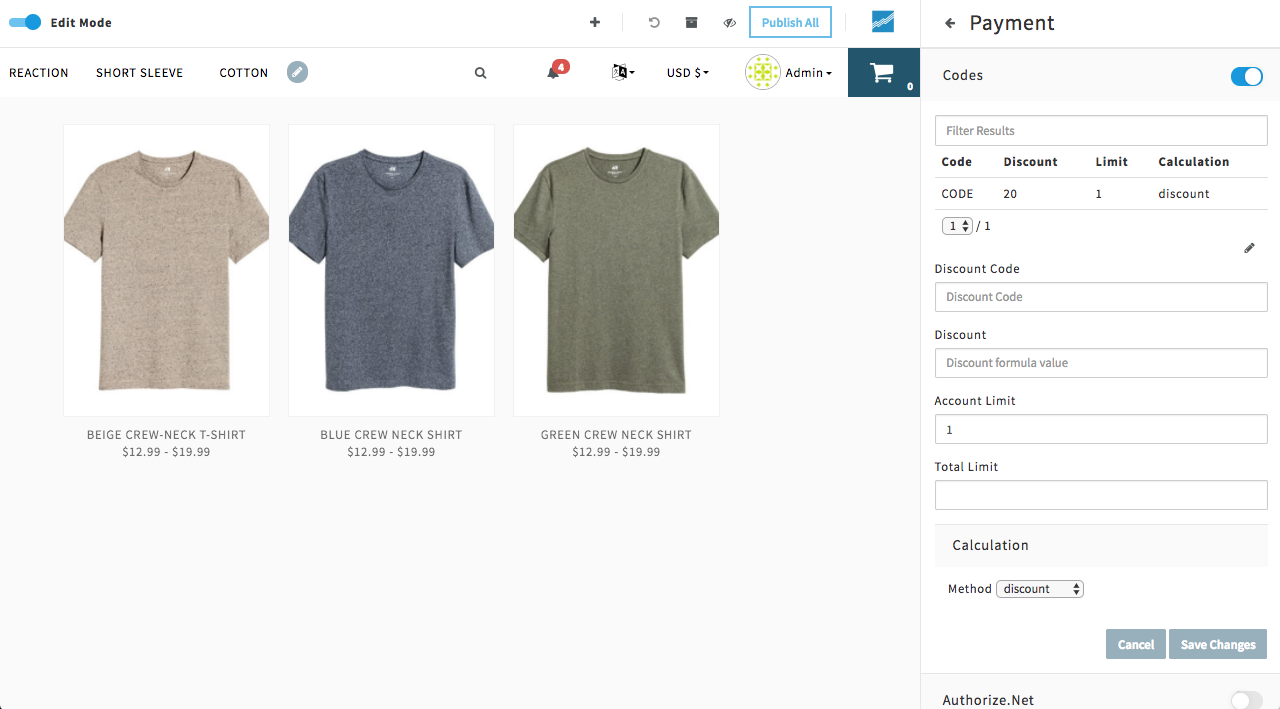 Edit Mode
Publish All
REACTION SHORT SLEEVE COTTON
4
USD $
Admin
0
BEIGE CREW-NECK T-SHIRT
$12.99 - $19.99
BLUE CREW NECK SHIRT
$12.99 - $19.99
GREEN CREW NECK SHIRT
$12.99 - $19.99
Payment
Codes
Filter Results
Code Discount Limit Calculation
CODE 20 1 discount
1 / 1
Discount Code
Discount Code
Discount
Discount formula value
Account Limit
1
Total Limit
Calculation
Method discount
Cancel Save Changes
Authorize.Net